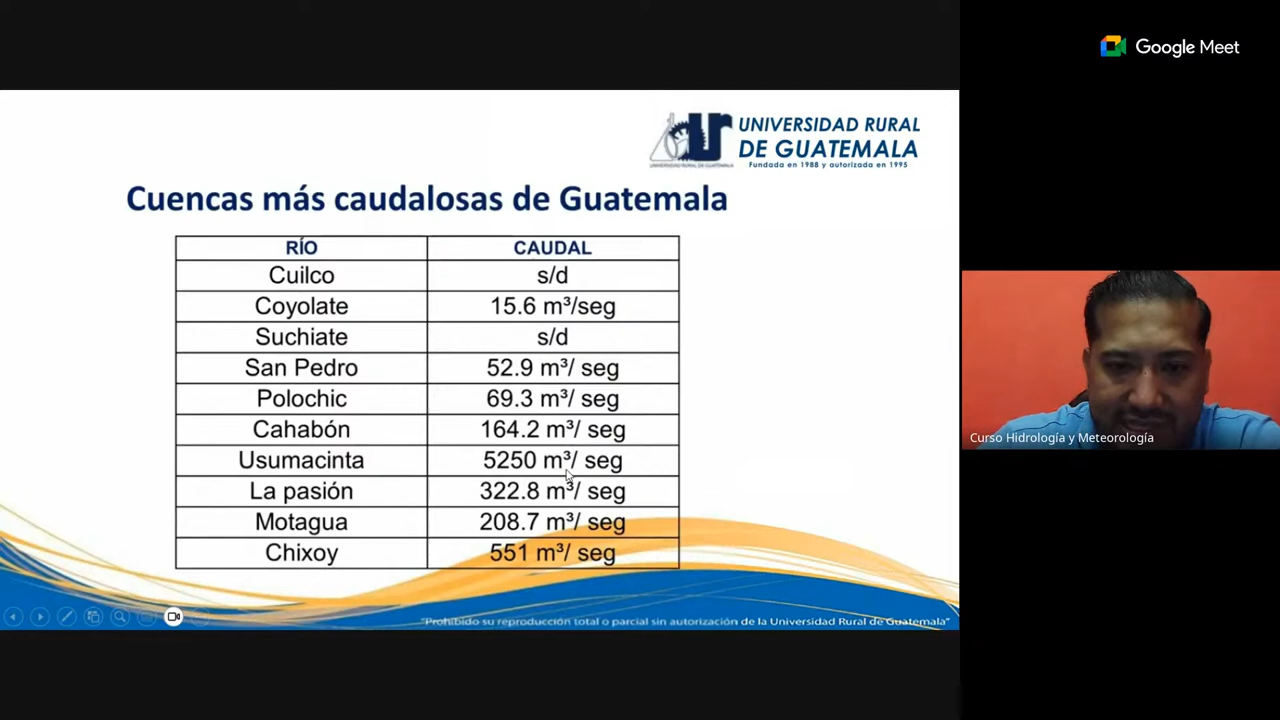 Google Meet
UNIVERSIDAD RURAL
DE GUATEMALA
Fundada en 1988 y autorizada en 1995
UNIVERSIDAD RURAL DE GUATEMALA
Cuencas más caudalosas de Guatemala
RÍO CAUDAL
Cuilco s/d
Coyolate 15.6 m³/seg
Suchiate s/d
San Pedro 52.9 m³/ seg
Polochic 69.3 m³/ seg
Cahabón 164.2 m³/ seg
Usumacinta 5250 m³/ seg
La pasión 322.8 m³/ seg
Motagua 208.7 m³/ seg
Chixoy 551 m³/ seg
"Prohibido su reproducción total o parcial sin autorización de la Universidad Rural de Guatemala"
Curso Hidrología y Meteorología